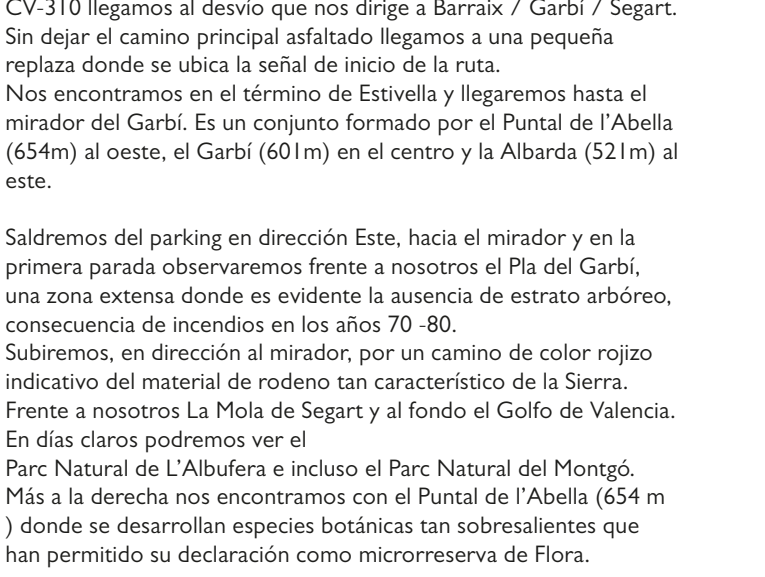 CV-310 llegamos al desvío que nos dirige a Barraix / Garbí / Segart.
Sin dejar el camino principal asfaltado llegamos a una pequeña
replaza donde se ubica la señal de inicio de la ruta.
Nos encontramos en el término de Estivella y llegaremos hasta el
mirador del Garbí. Es un conjunto formado por el Puntal de l'Abella
(654m) al oeste, el Garbí (601m) en el centro y la Albarda (521m) al
este.

Saldremos del parking en dirección Este, hacia el mirador y en la
primera parada observaremos frente a nosotros el Pla del Garbí,
una zona extensa donde es evidente la ausencia de estrato arbóreo,
consecuencia de incendios en los años 70 -80.
Subiremos, en dirección al mirador, por un camino de color rojizo
indicativo del material de rodeno tan característico de la Sierra.
Frente a nosotros La Mola de Segart y al fondo el Golfo de Valencia.
En días claros podremos ver el
Parc Natural de L'Albufera e incluso el Parc Natural del Montgó.
Más a la derecha nos encontramos con el Puntal de l'Abella (654 m
) donde se desarrollan especies botánicas tan sobresalientes que
han permitido su declaración como microrreserva de Flora.